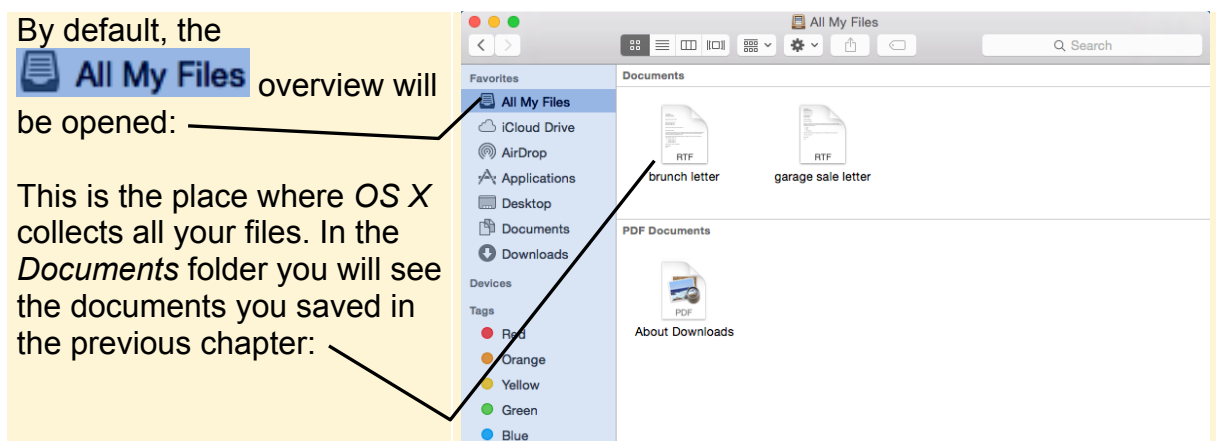 By default, the
All My Files overview will
be opened:
This is the place where OS X
collects all your files. In the
Documents folder you will see
the documents you saved in
the previous chapter:
All My Files
Search
Favorites
All My Files
iCloud Drive
AirDrop
Applications
Desktop
Documents
Downloads
Devices
Tags
Red
Orange
Yellow
Green
Blue
Documents
RTF
RTF
brunch letter
garage sale letter
PDF Documents
PDF
About Downloads